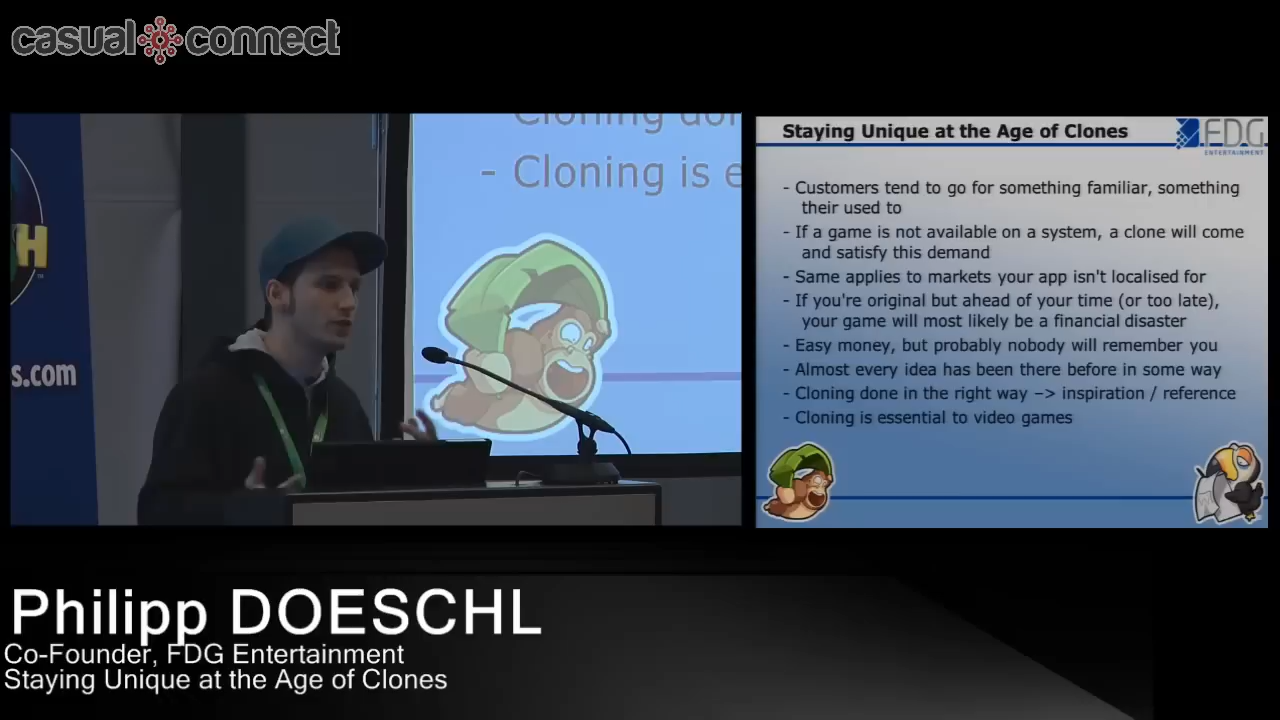 casual connect
H
s.com
Cloning don
- Cloning is e
Staying Unique at the Age of Clones
FDG
ENTERTAINMENT
- Customers tend to go for something familiar, something
their used to
- If a game is not available on a system, a clone will come
and satisfy this demand
- Same applies to markets your app isn't localised for
- If you're original but ahead of your time (or too late),
your game will most likely be a financial disaster
- Easy money, but probably nobody will remember you
- Almost every idea has been there before in some way
- Cloning done in the right way -> inspiration / reference
- Cloning is essential to video games
Philipp DOESCHL
Co-Founder, FDG Entertainment
Staying Unique at the Age of Clones